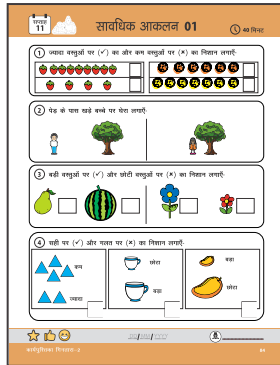 सप्ताह
11
सावधिक आकलन 01
40 मिनट
1 ज्यादा वस्तुओं पर (✓) का और कम वस्तुओं पर (×) का निशान लगाएँ-
2 पेड़ के पास खड़े बच्चे पर घेरा लगाएँ-
3 बड़ी वस्तुओं पर (✓) और छोटी वस्तुओं पर (×) का निशान लगाएँ-
4 सही पर (✓) और गलत पर (×) का निशान लगाएँ-
कम
ज्यादा
छोटा
बड़ा
बड़ा
छोटा